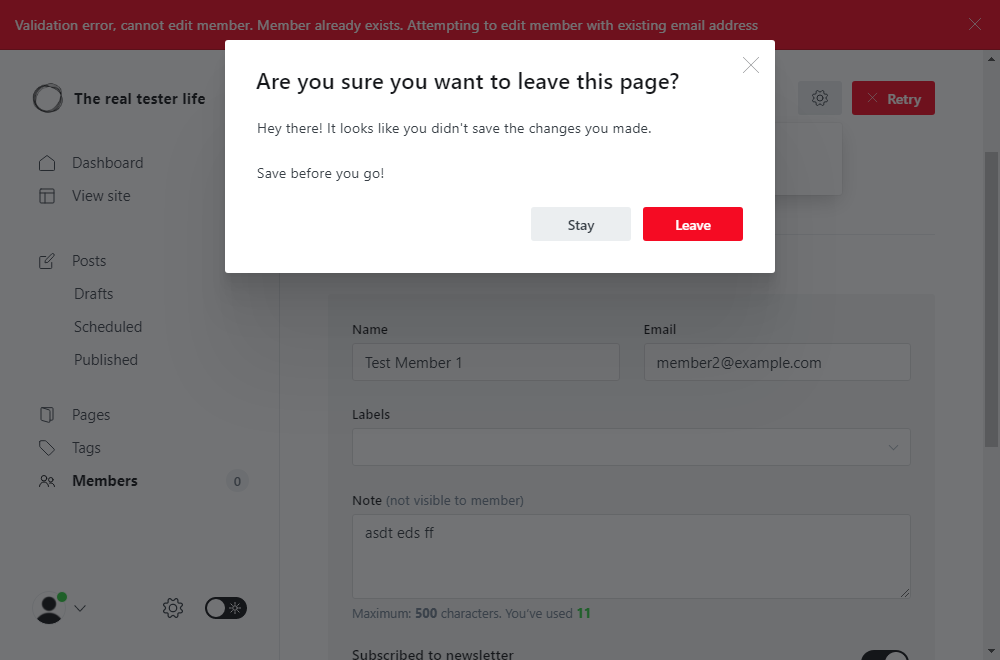 Validation error, cannot edit member. Member already exists. Attempting to edit member with existing email address
Are you sure you want to leave this page?
Hey there! It looks like you didn't save the changes you made.
Save before you go!
Stay
Leave
The real tester life
Retry
Dashboard
View site
Posts
Drafts
Scheduled
Published
Pages
Tags
Members
0
Name
Email
Test Member 1
member2@example.com
Labels
Note (not visible to member)
asdt eds ff
Maximum: 500 characters. You've used 11
Subscribed to newsletter